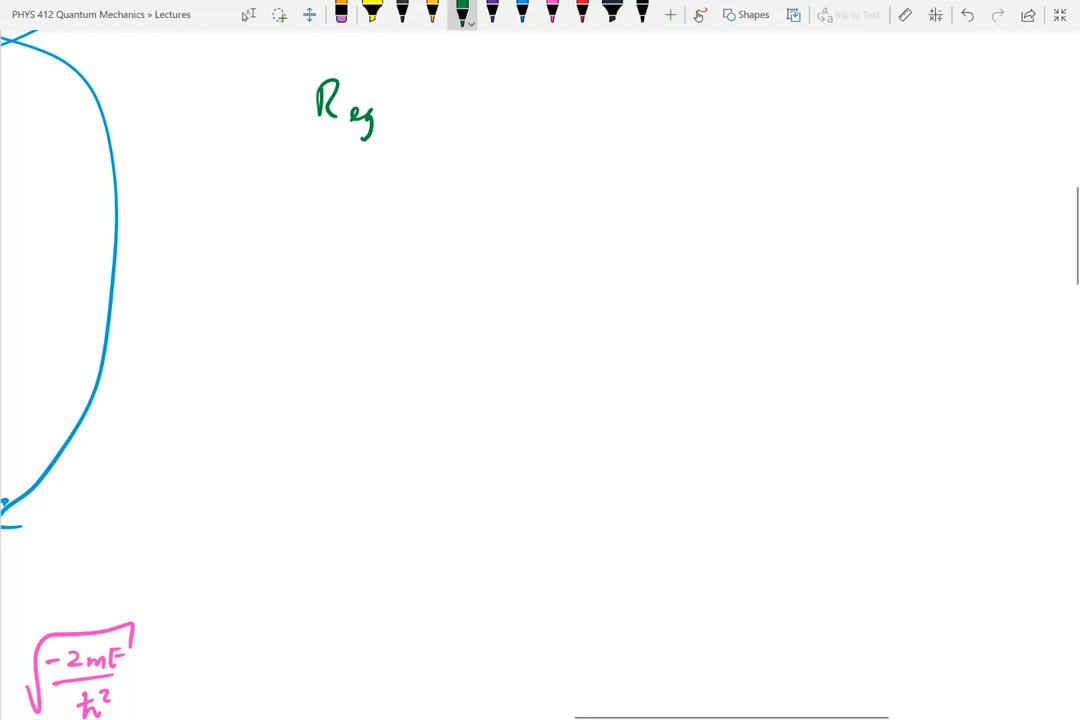 PHYS 412 Quantum Mechanics » Lectures
Shapes
Ink to Text
Reg
√(-2mE/ħ²)